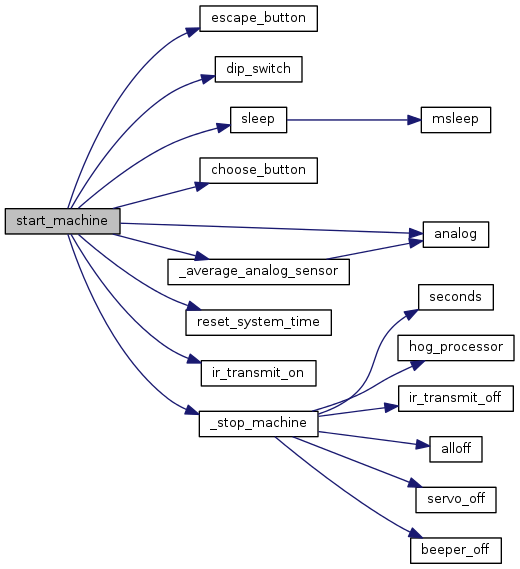 escape_button
dip_switch
sleep
msleep
choose_button
start_machine
analog
_average_analog_sensor
seconds
reset_system_time
hog_processor
ir_transmit_on
ir_transmit_off
_stop_machine
alloff
servo_off
beeper_off